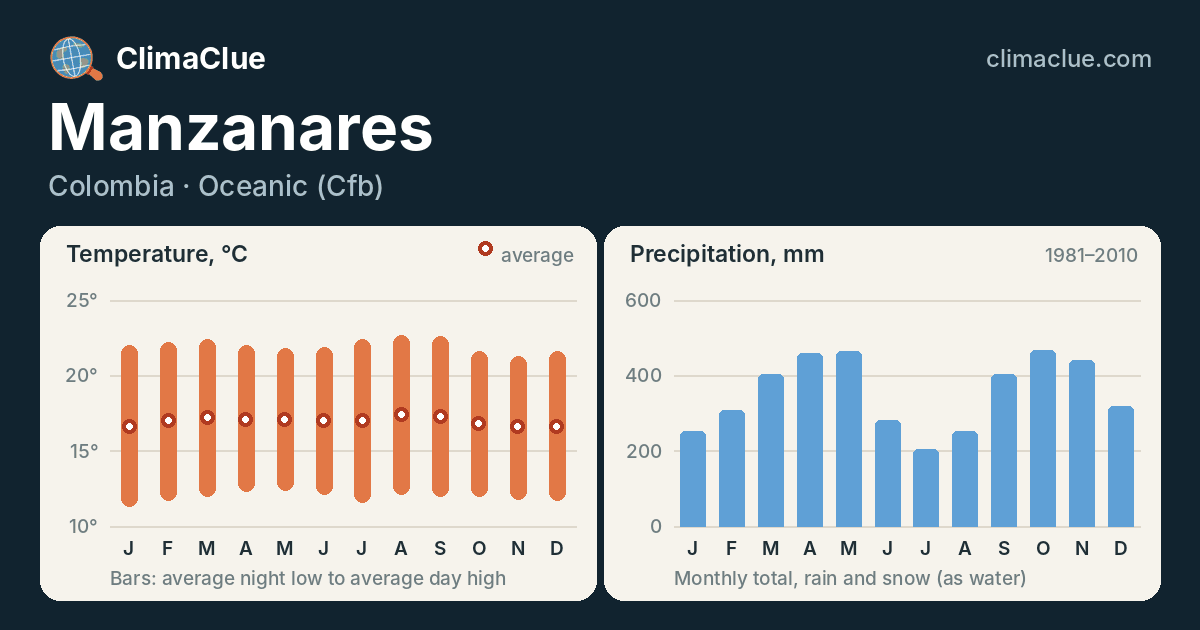 ClimaClue
climaclue.com
Manzanares
Colombia · Oceanic (Cfb)
Temperature, °C
average
25°
20°
15°
10°
J F M A M J J A S O N D
Bars: average night low to average day high
Precipitation, mm
1981–2010
600
400
200
0
J F M A M J J A S O N D
Monthly total, rain and snow (as water)